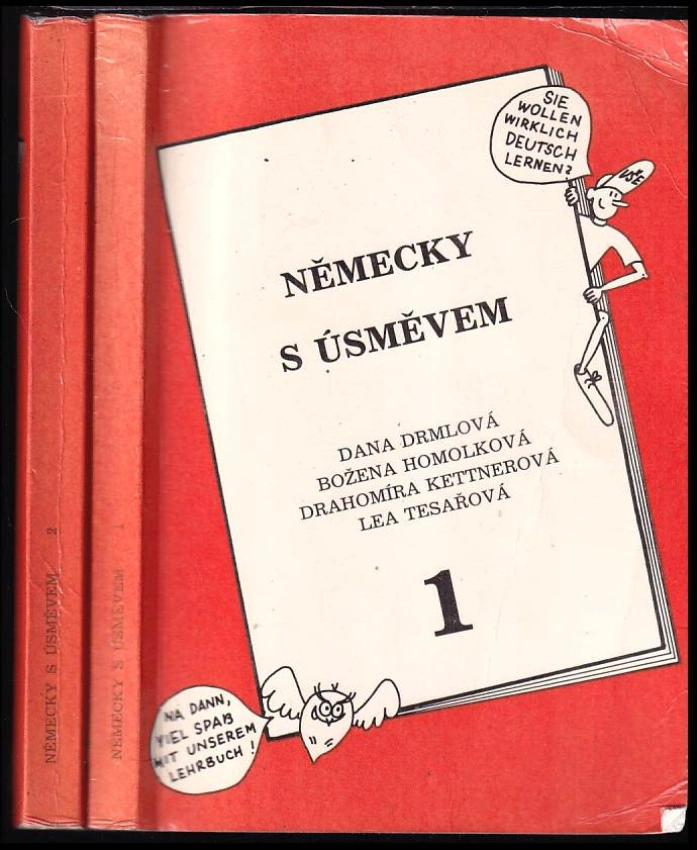 NĚMECKY S ÚSMĚVEM 2
NĚMECKY S ÚSMĚVEM 1
SIE
WOLLEN
WIRKLICH
DEUTSCH
LERNEN?
VŠE
NĚMECKY
S ÚSMĚVEM
DANA DRMLOVÁ
BOŽENA HOMOLKOVÁ
DRAHOMÍRA KETTNEROVÁ
LEA TESAŘOVÁ
1
NA DANN,
VIEL SPAß
MIT UNSEREM
LEHRBUCH!